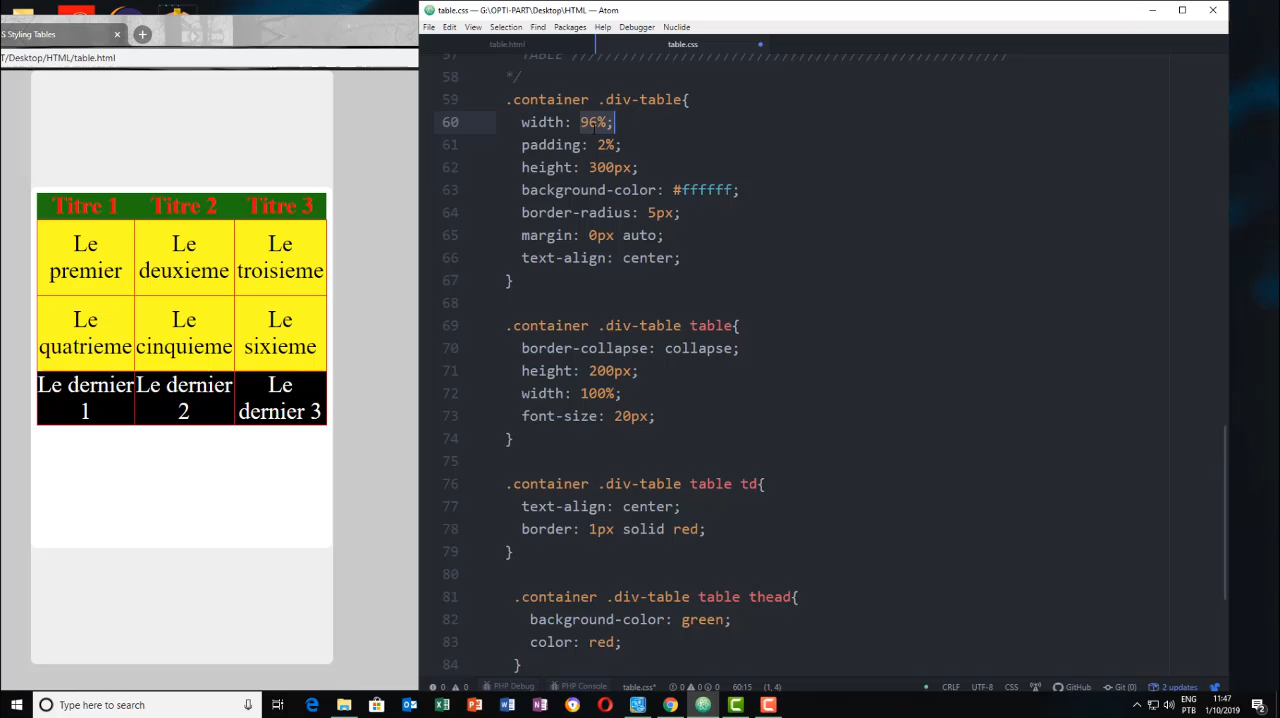 table.css — G:\OPTI-PART\Desktop\HTML — Atom
File Edit View Selection Find Packages Help Debugger Nuclide
S Styling Tables
T/Desktop/HTML/table.html
table.html table.css
57 TABLE ////////////////////////////////////////////////////
58 */
59 .container .div-table{
60 width: 96%;
61 padding: 2%;
62 height: 300px;
63 background-color: #ffffff;
64 border-radius: 5px;
65 margin: 0px auto;
66 text-align: center;
67 }
68
69 .container .div-table table{
70 border-collapse: collapse;
71 height: 200px;
72 width: 100%;
73 font-size: 20px;
74 }
75
76 .container .div-table table td{
77 text-align: center;
78 border: 1px solid red;
79 }
80
81 .container .div-table table thead{
82 background-color: green;
83 color: red;
84 }
Titre 1 Titre 2 Titre 3
Le premier Le deuxieme Le troisieme
Le quatrieme Le cinquieme Le sixieme
Le dernier 1 Le dernier 2 Le dernier 3
0 0 PHP Debug PHP Console table.css* 0 0 0 60:15 (1, 4) CRLF UTF-8 CSS GitHub Git (0) 2 updates
Type here to search
ENG 11:47
PTB 1/10/2019
2